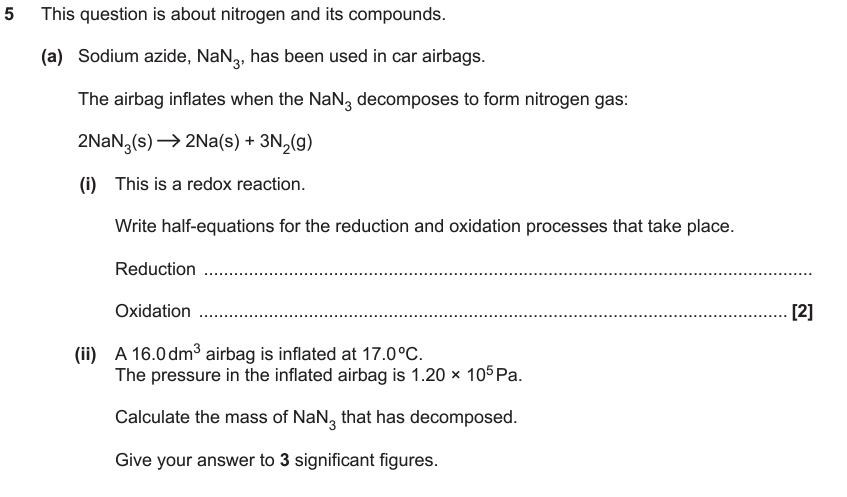 5 This question is about nitrogen and its compounds.
(a) Sodium azide, NaN₃, has been used in car airbags.
The airbag inflates when the NaN₃ decomposes to form nitrogen gas:
2NaN₃(s) → 2Na(s) + 3N₂(g)
(i) This is a redox reaction.
Write half-equations for the reduction and oxidation processes that take place.
Reduction ..........................................................................................................................
Oxidation ...................................................................................................................... [2]
(ii) A 16.0 dm³ airbag is inflated at 17.0 °C.
The pressure in the inflated airbag is 1.20 × 10⁵ Pa.
Calculate the mass of NaN₃ that has decomposed.
Give your answer to 3 significant figures.